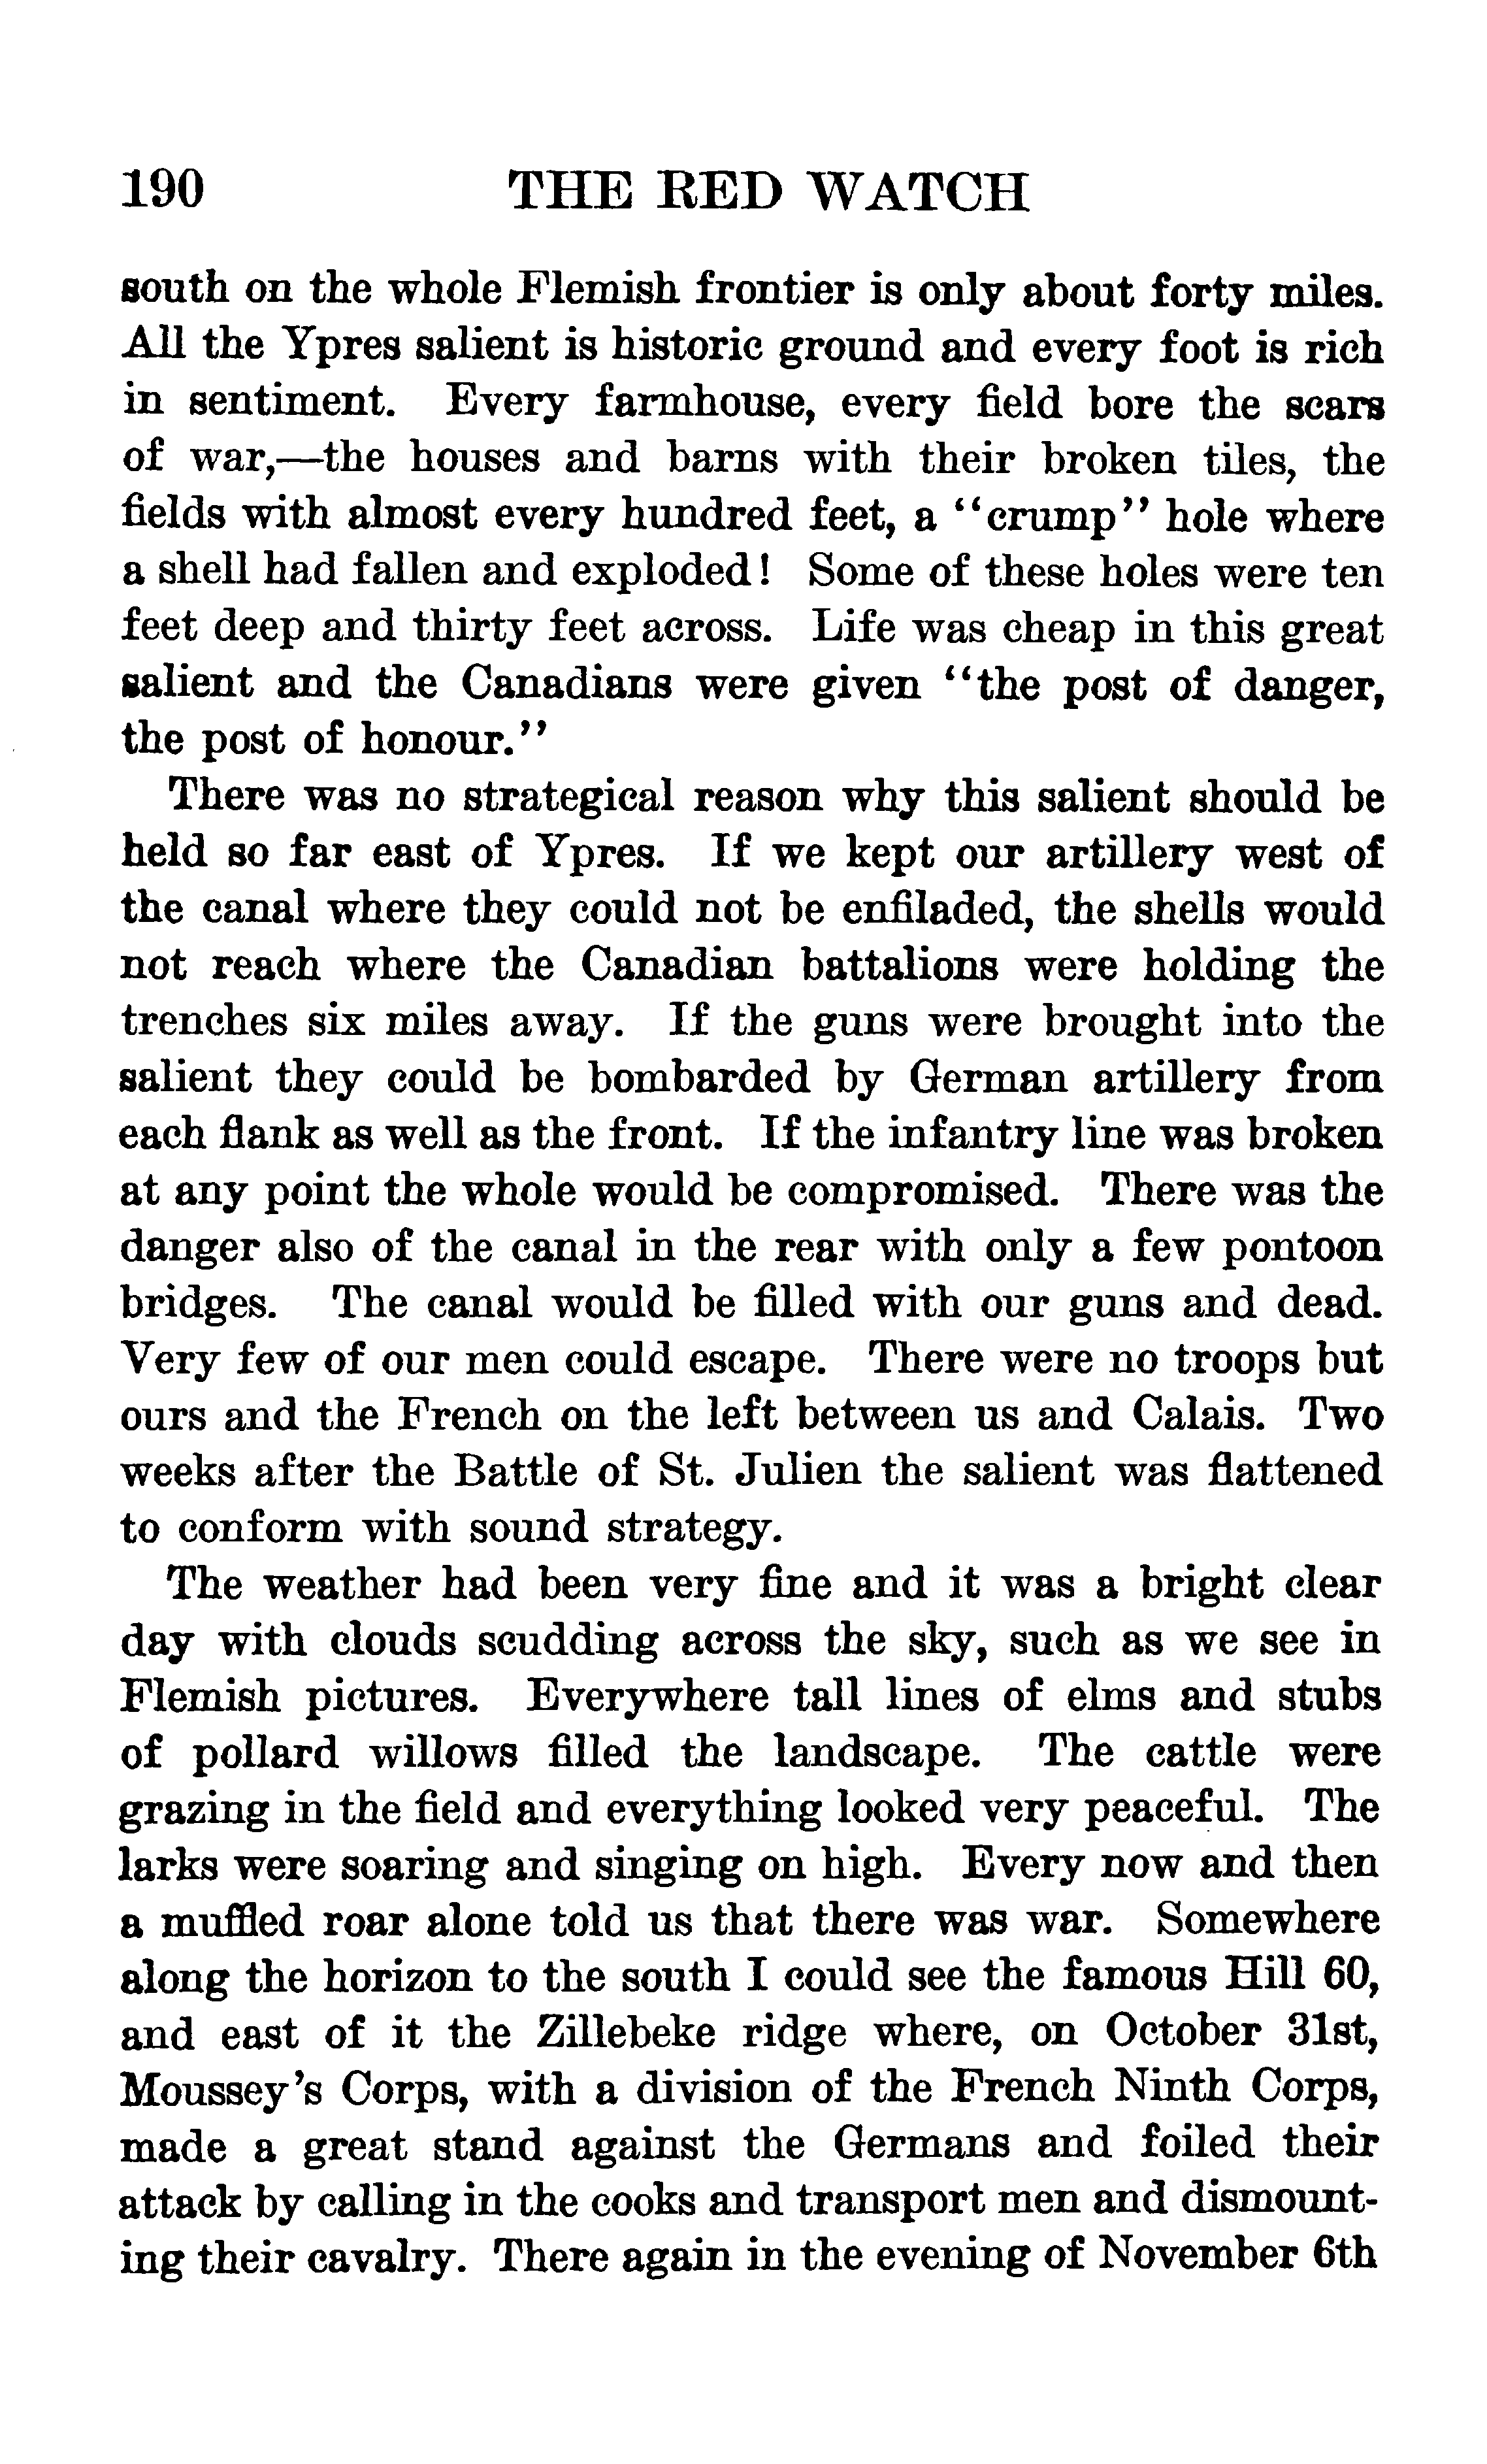 190 THE RED WATCH
south on the whole Flemish frontier is only about forty miles.
All the Ypres salient is historic ground and every foot is rich
in sentiment. Every farmhouse, every field bore the scars
of war,—the houses and barns with their broken tiles, the
fields with almost every hundred feet, a "crump" hole where
a shell had fallen and exploded! Some of these holes were ten
feet deep and thirty feet across. Life was cheap in this great
salient and the Canadians were given "the post of danger,
the post of honour."
There was no strategical reason why this salient should be
held so far east of Ypres. If we kept our artillery west of
the canal where they could not be enfiladed, the shells would
not reach where the Canadian battalions were holding the
trenches six miles away. If the guns were brought into the
salient they could be bombarded by German artillery from
each flank as well as the front. If the infantry line was broken
at any point the whole would be compromised. There was the
danger also of the canal in the rear with only a few pontoon
bridges. The canal would be filled with our guns and dead.
Very few of our men could escape. There were no troops but
ours and the French on the left between us and Calais. Two
weeks after the Battle of St. Julien the salient was flattened
to conform with sound strategy.
The weather had been very fine and it was a bright clear
day with clouds scudding across the sky, such as we see in
Flemish pictures. Everywhere tall lines of elms and stubs
of pollard willows filled the landscape. The cattle were
grazing in the field and everything looked very peaceful. The
larks were soaring and singing on high. Every now and then
a muffled roar alone told us that there was war. Somewhere
along the horizon to the south I could see the famous Hill 60,
and east of it the Zillebeke ridge where, on October 31st,
Moussey's Corps, with a division of the French Ninth Corps,
made a great stand against the Germans and foiled their
attack by calling in the cooks and transport men and dismount-
ing their cavalry. There again in the evening of November 6th